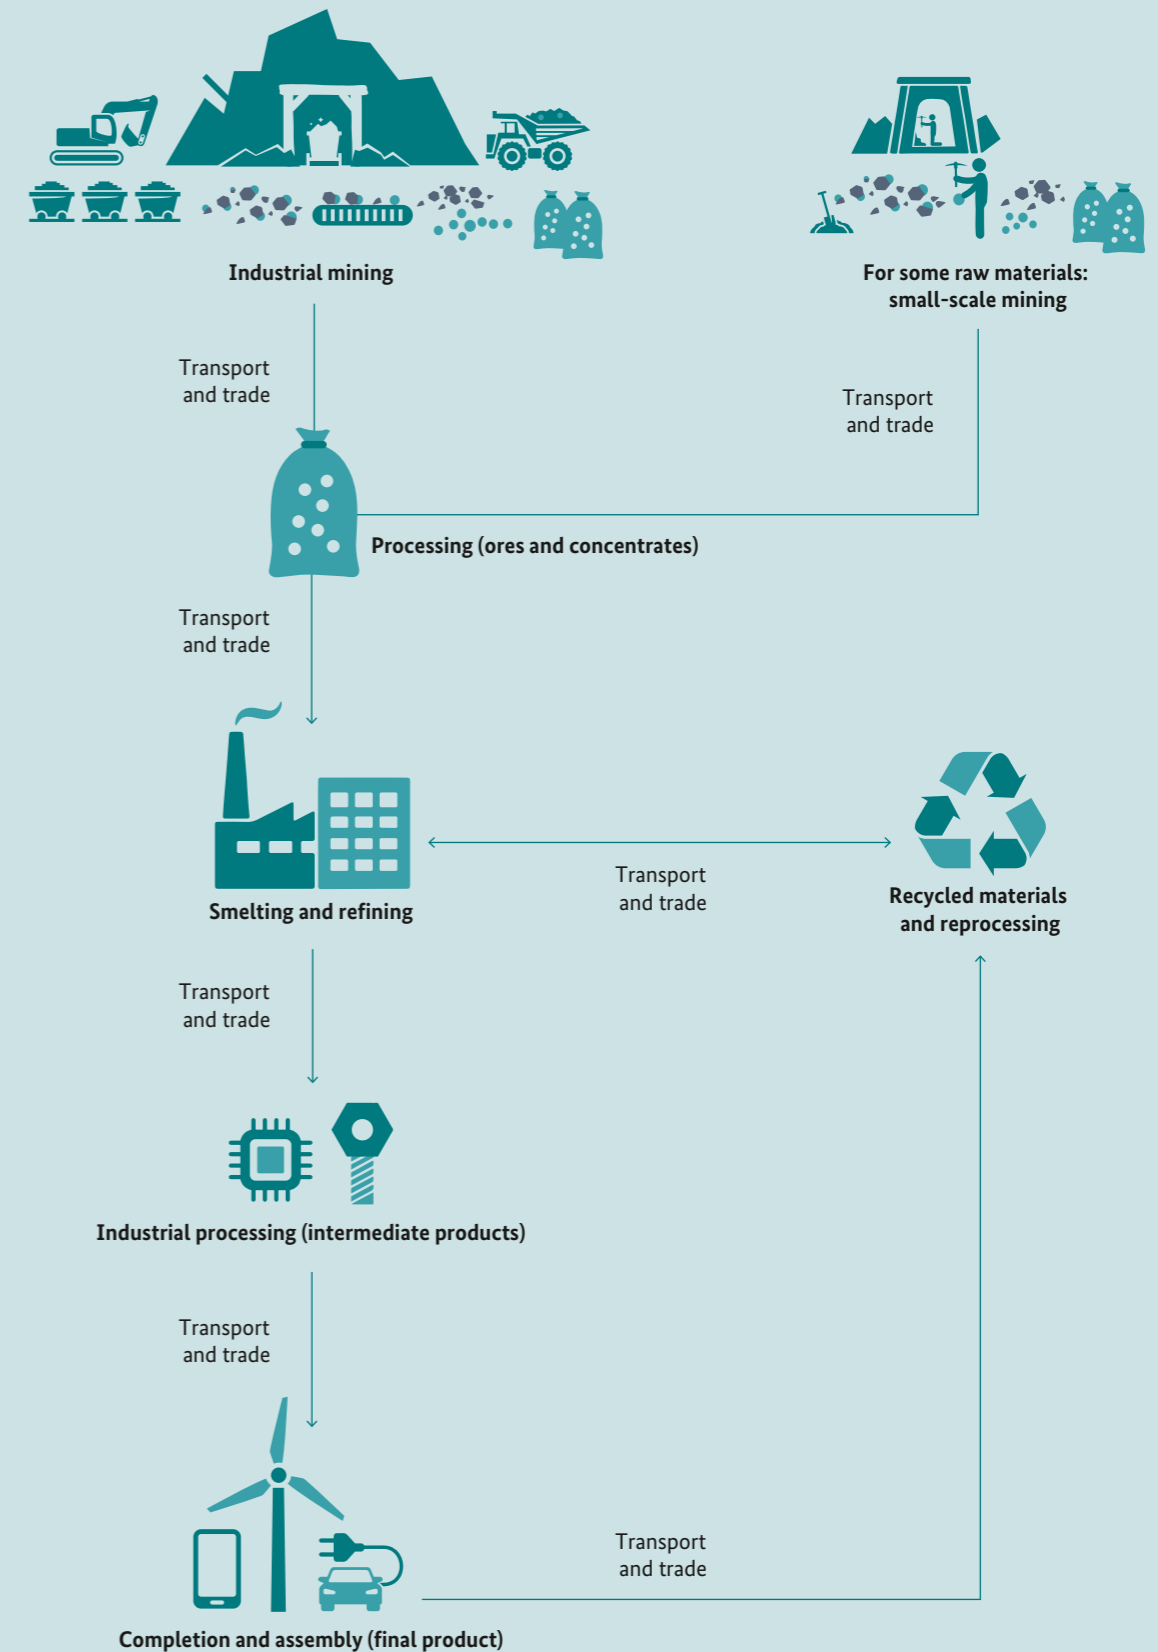 Industrial mining
For some raw materials:
small-scale mining
Transport
and trade
Transport
and trade
Processing (ores and concentrates)
Transport
and trade
Transport
and trade
Smelting and refining
Recycled materials
and reprocessing
Transport
and trade
Industrial processing (intermediate products)
Transport
and trade
Transport
and trade
Completion and assembly (final product)